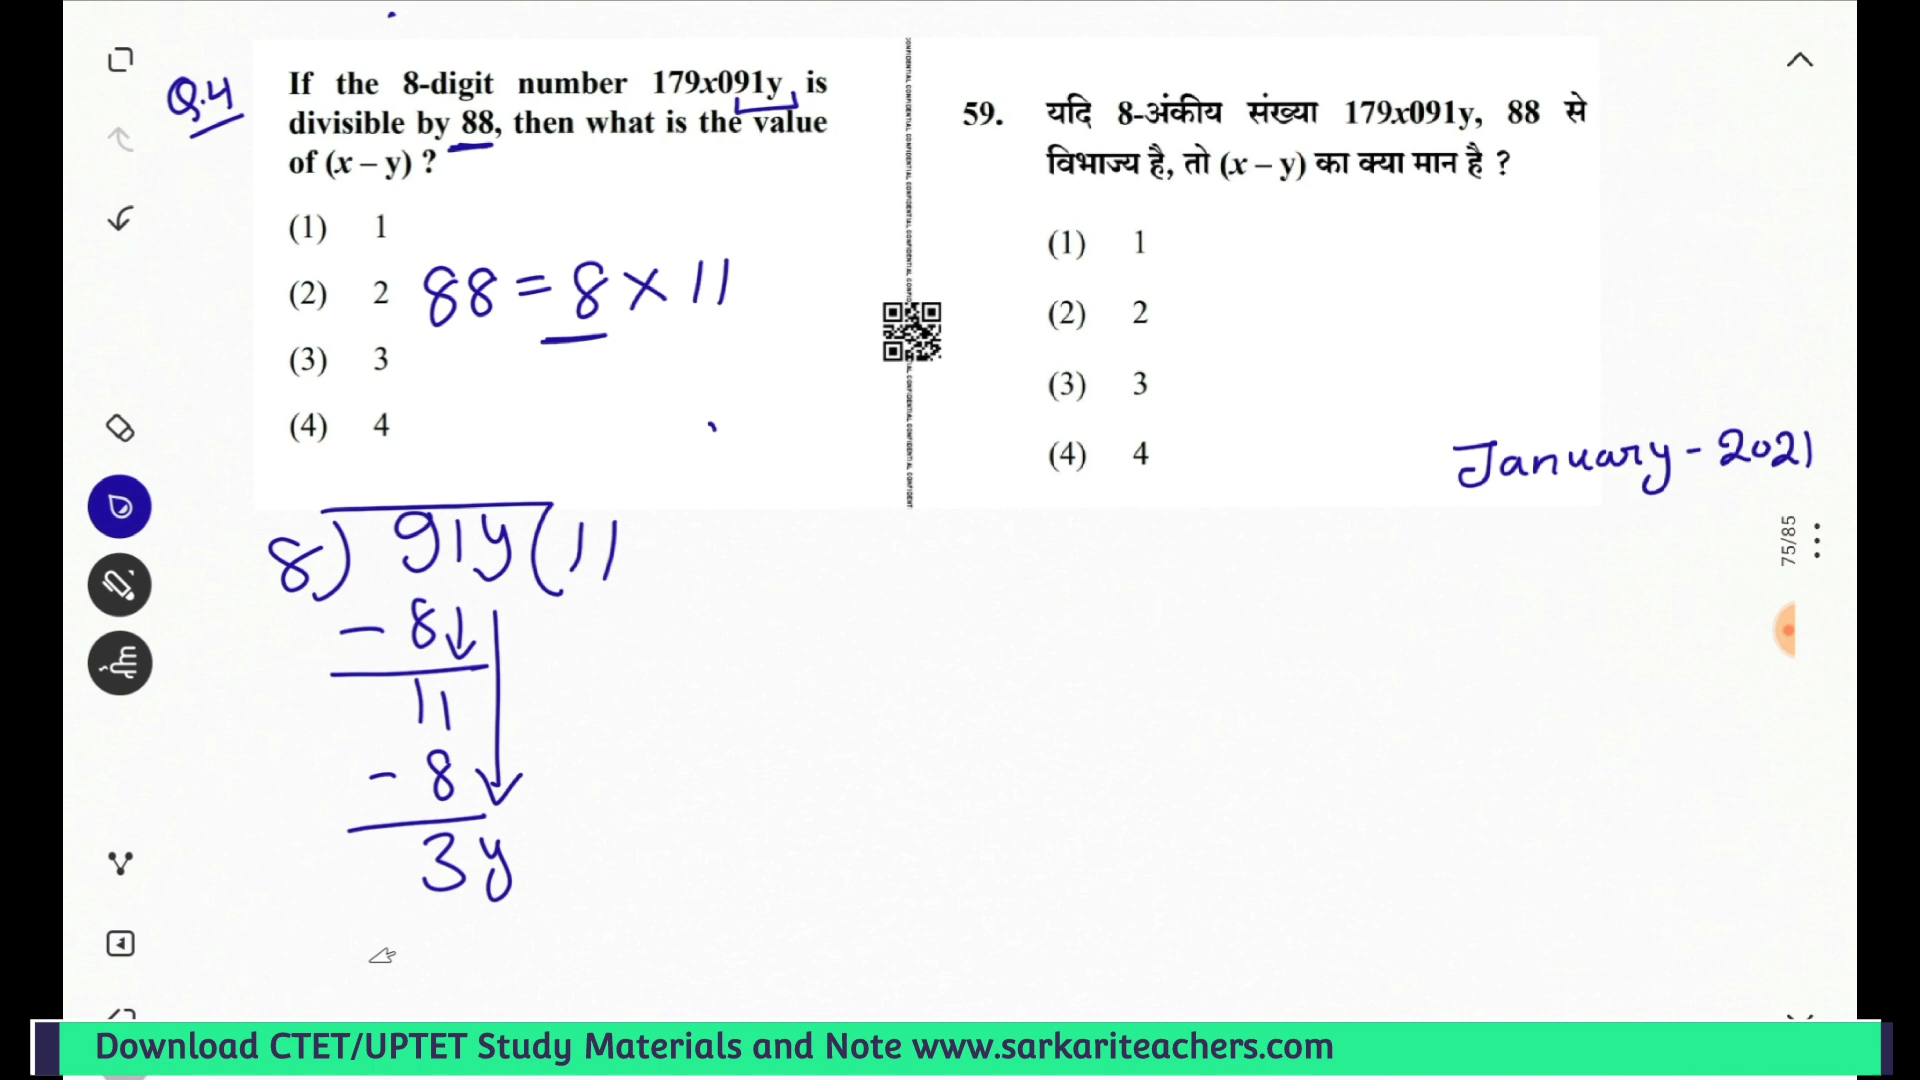 Q.4
If the 8-digit number 179x091y is
divisible by 88, then what is the value
of (x – y) ?
(1) 1
(2) 2
(3) 3
(4) 4
88 = 8 × 11
59. यदि 8-अंकीय संख्या 179x091y, 88 से
विभाज्य है, तो (x – y) का क्या मान है ?
(1) 1
(2) 2
(3) 3
(4) 4
January - 2021
75/85
8) 91y (11
- 8
11
- 8
3y
Download CTET/UPTET Study Materials and Note www.sarkariteachers.com